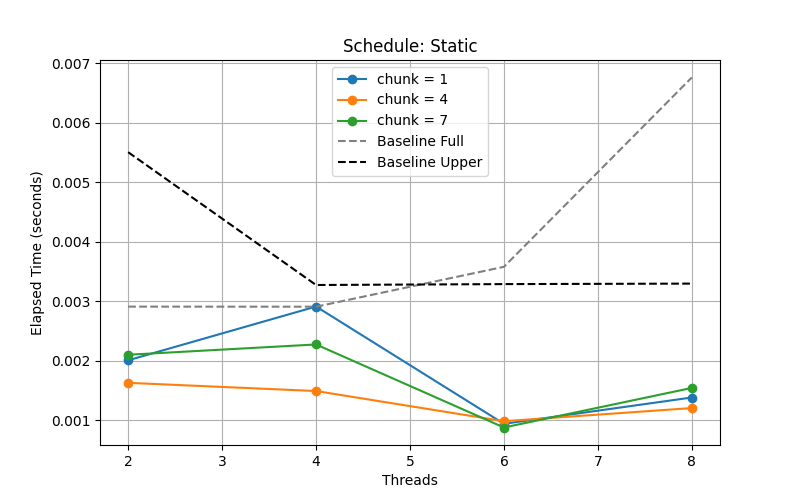 Schedule: Static
chunk = 1
chunk = 4
chunk = 7
Baseline Full
Baseline Upper
Elapsed Time (seconds)
0.007
0.006
0.005
0.004
0.003
0.002
0.001
2 3 4 5 6 7 8
Threads